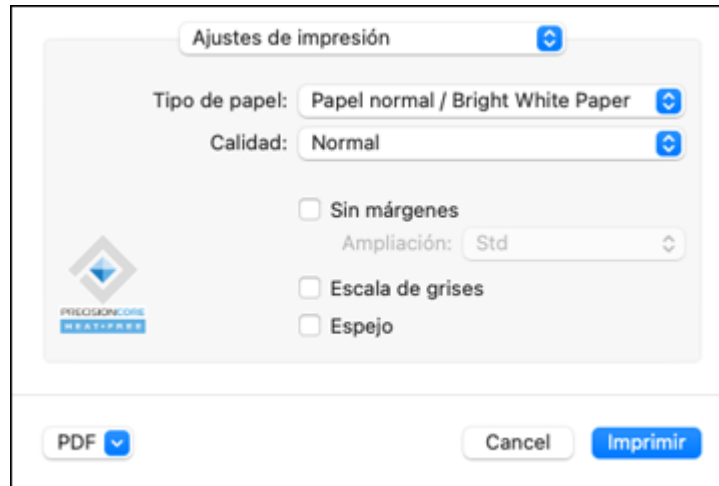 Ajustes de impresión
Tipo de papel: Papel normal / Bright White Paper
Calidad: Normal
Sin márgenes
Ampliación: Std
Escala de grises
Espejo
PRECISIONCORE
HEAT•FREE
PDF Cancel Imprimir